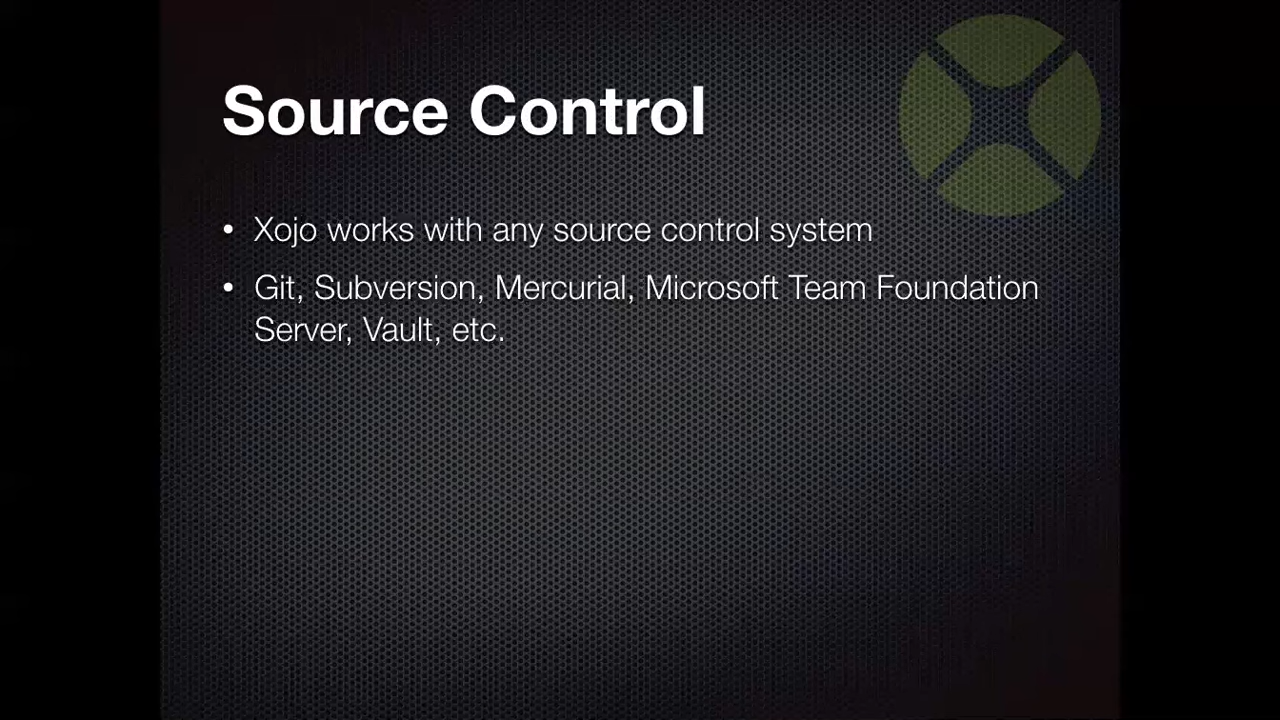 Source Control
• Xojo works with any source control system
• Git, Subversion, Mercurial, Microsoft Team Foundation
Server, Vault, etc.